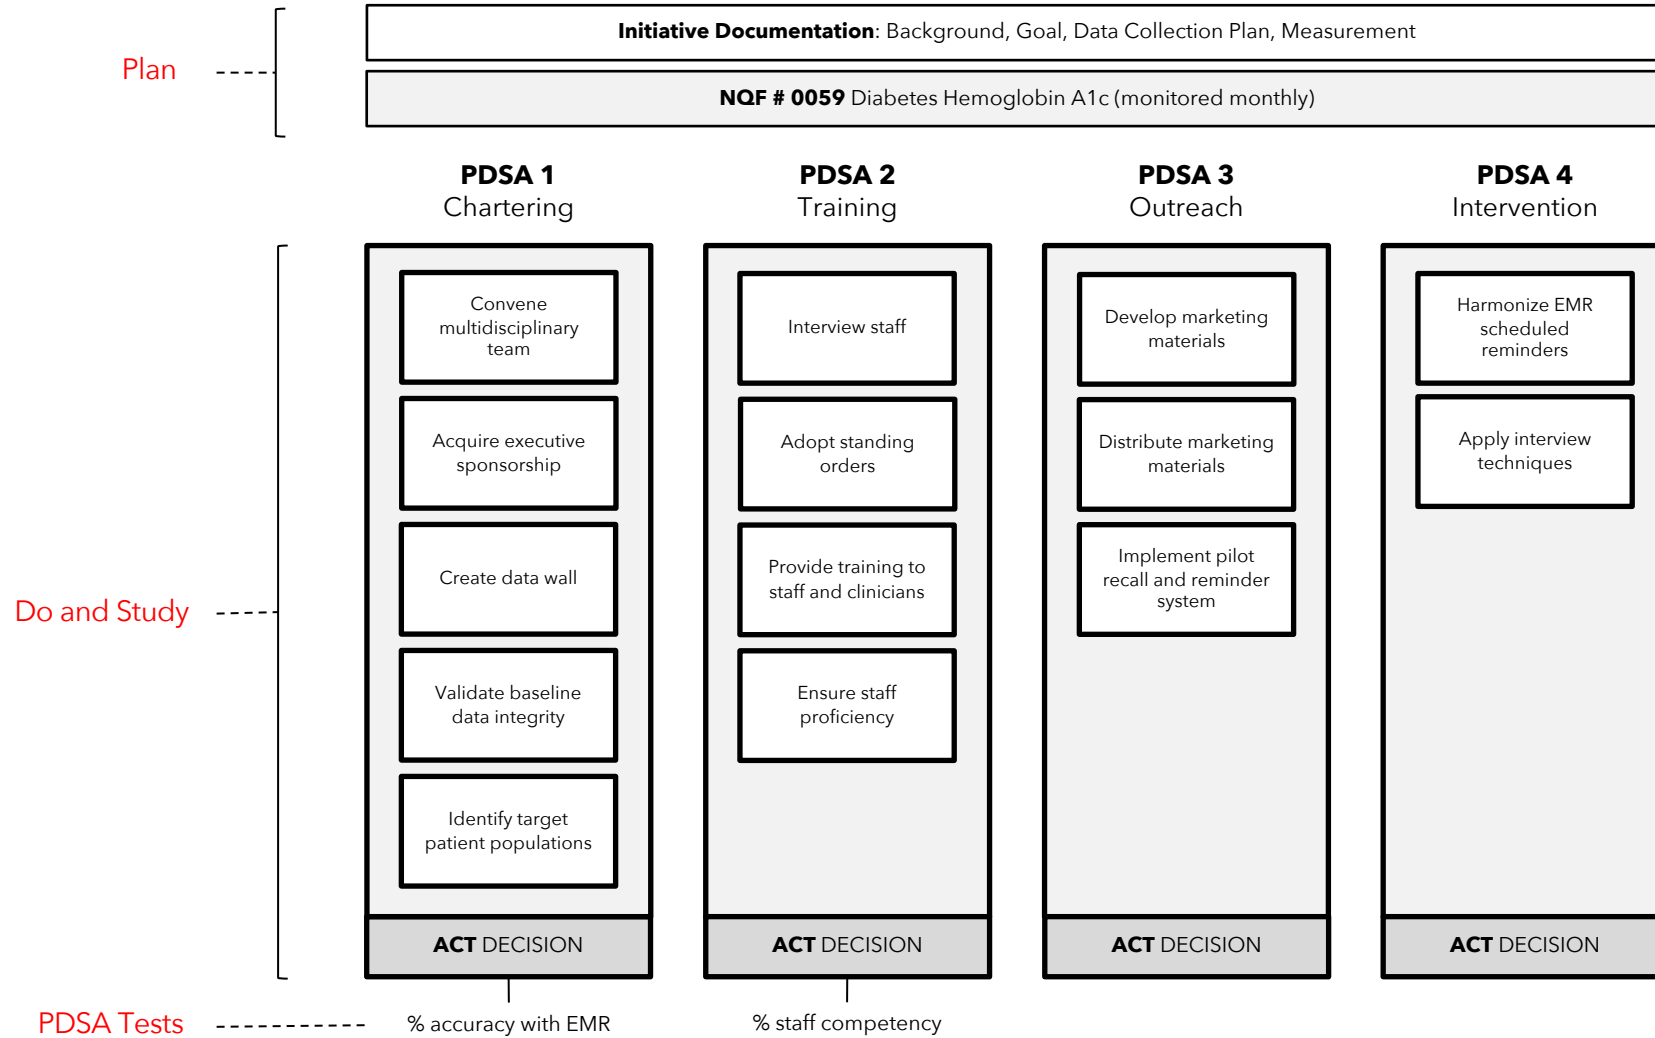 Plan
Initiative Documentation: Background, Goal, Data Collection Plan, Measurement
NQF # 0059 Diabetes Hemoglobin A1c (monitored monthly)
PDSA 1
Chartering
PDSA 2
Training
PDSA 3
Outreach
PDSA 4
Intervention
Do and Study
Convene
multidisciplinary
team
Acquire executive
sponsorship
Create data wall
Validate baseline
data integrity
Identify target
patient populations
ACT DECISION
Interview staff
Adopt standing
orders
Provide training to
staff and clinicians
Ensure staff
proficiency
ACT DECISION
Develop marketing
materials
Distribute marketing
materials
Implement pilot
recall and reminder
system
ACT DECISION
Harmonize EMR
scheduled
reminders
Apply interview
techniques
ACT DECISION
PDSA Tests
% accuracy with EMR
% staff competency